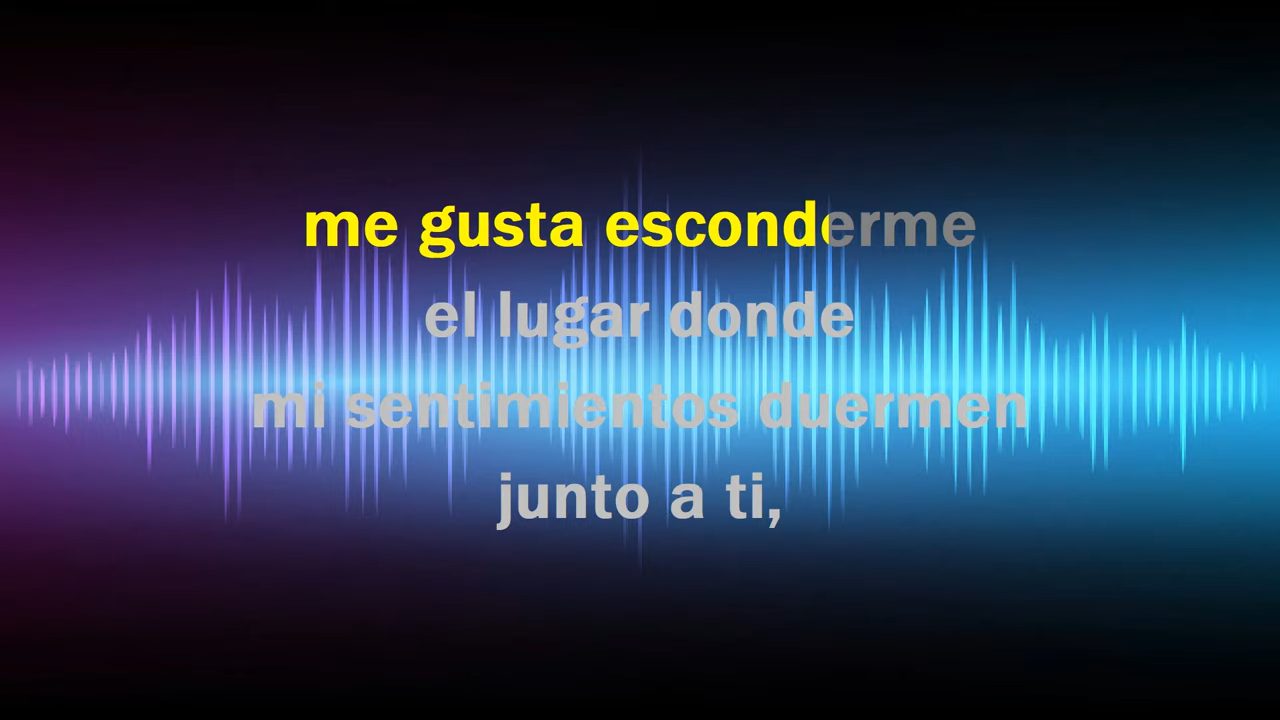 me gusta esconderme
el lugar donde
mi sentimientos duermen
junto a ti,